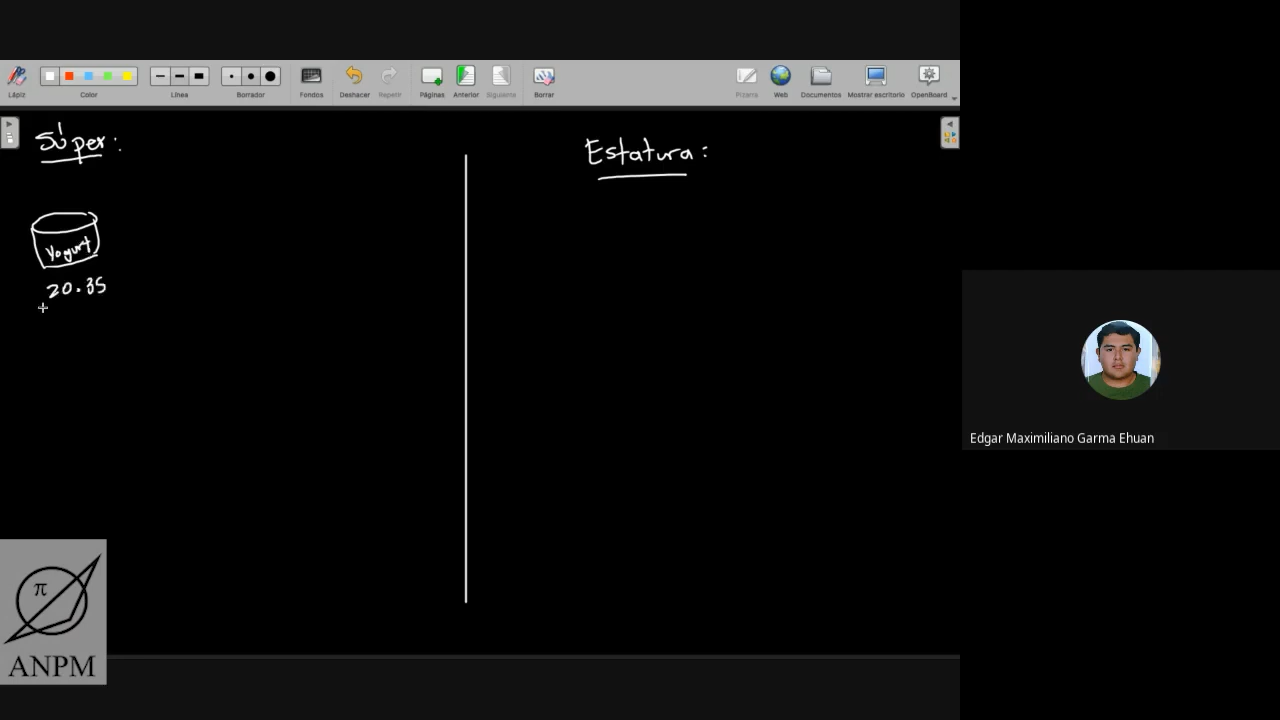 Lápiz Color Línea Borrador Fondos Deshacer Repetir Páginas Anterior Siguiente Borrar Pizarra Web Documentos Mostrar escritorio OpenBoard
Súper:
Estatura:
Yogurt
20.35
Edgar Maximiliano Garma Ehuan
π
ANPM